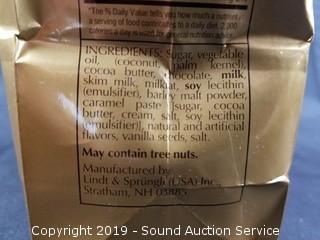 *The % Daily Value tells you how much a nutrient in
a serving of food contributes to a daily diet. 2,000
calories a day is used for general nutrition advice.
INGREDIENTS: Sugar, vegetable
oil, (coconut, palm kernel),
cocoa butter, chocolate, milk,
skim milk, milkfat, soy lecithin
(emulsifier), barley malt powder,
caramel paste [sugar, cocoa
butter, cream, salt, soy lecithin
(emulsifier)], natural and artificial
flavors, vanilla seeds, salt.
May contain tree nuts.
Manufactured by
Lindt & Sprüngli (USA) Inc.,
Stratham, NH 03885
Copyright 2019 - Sound Auction Service